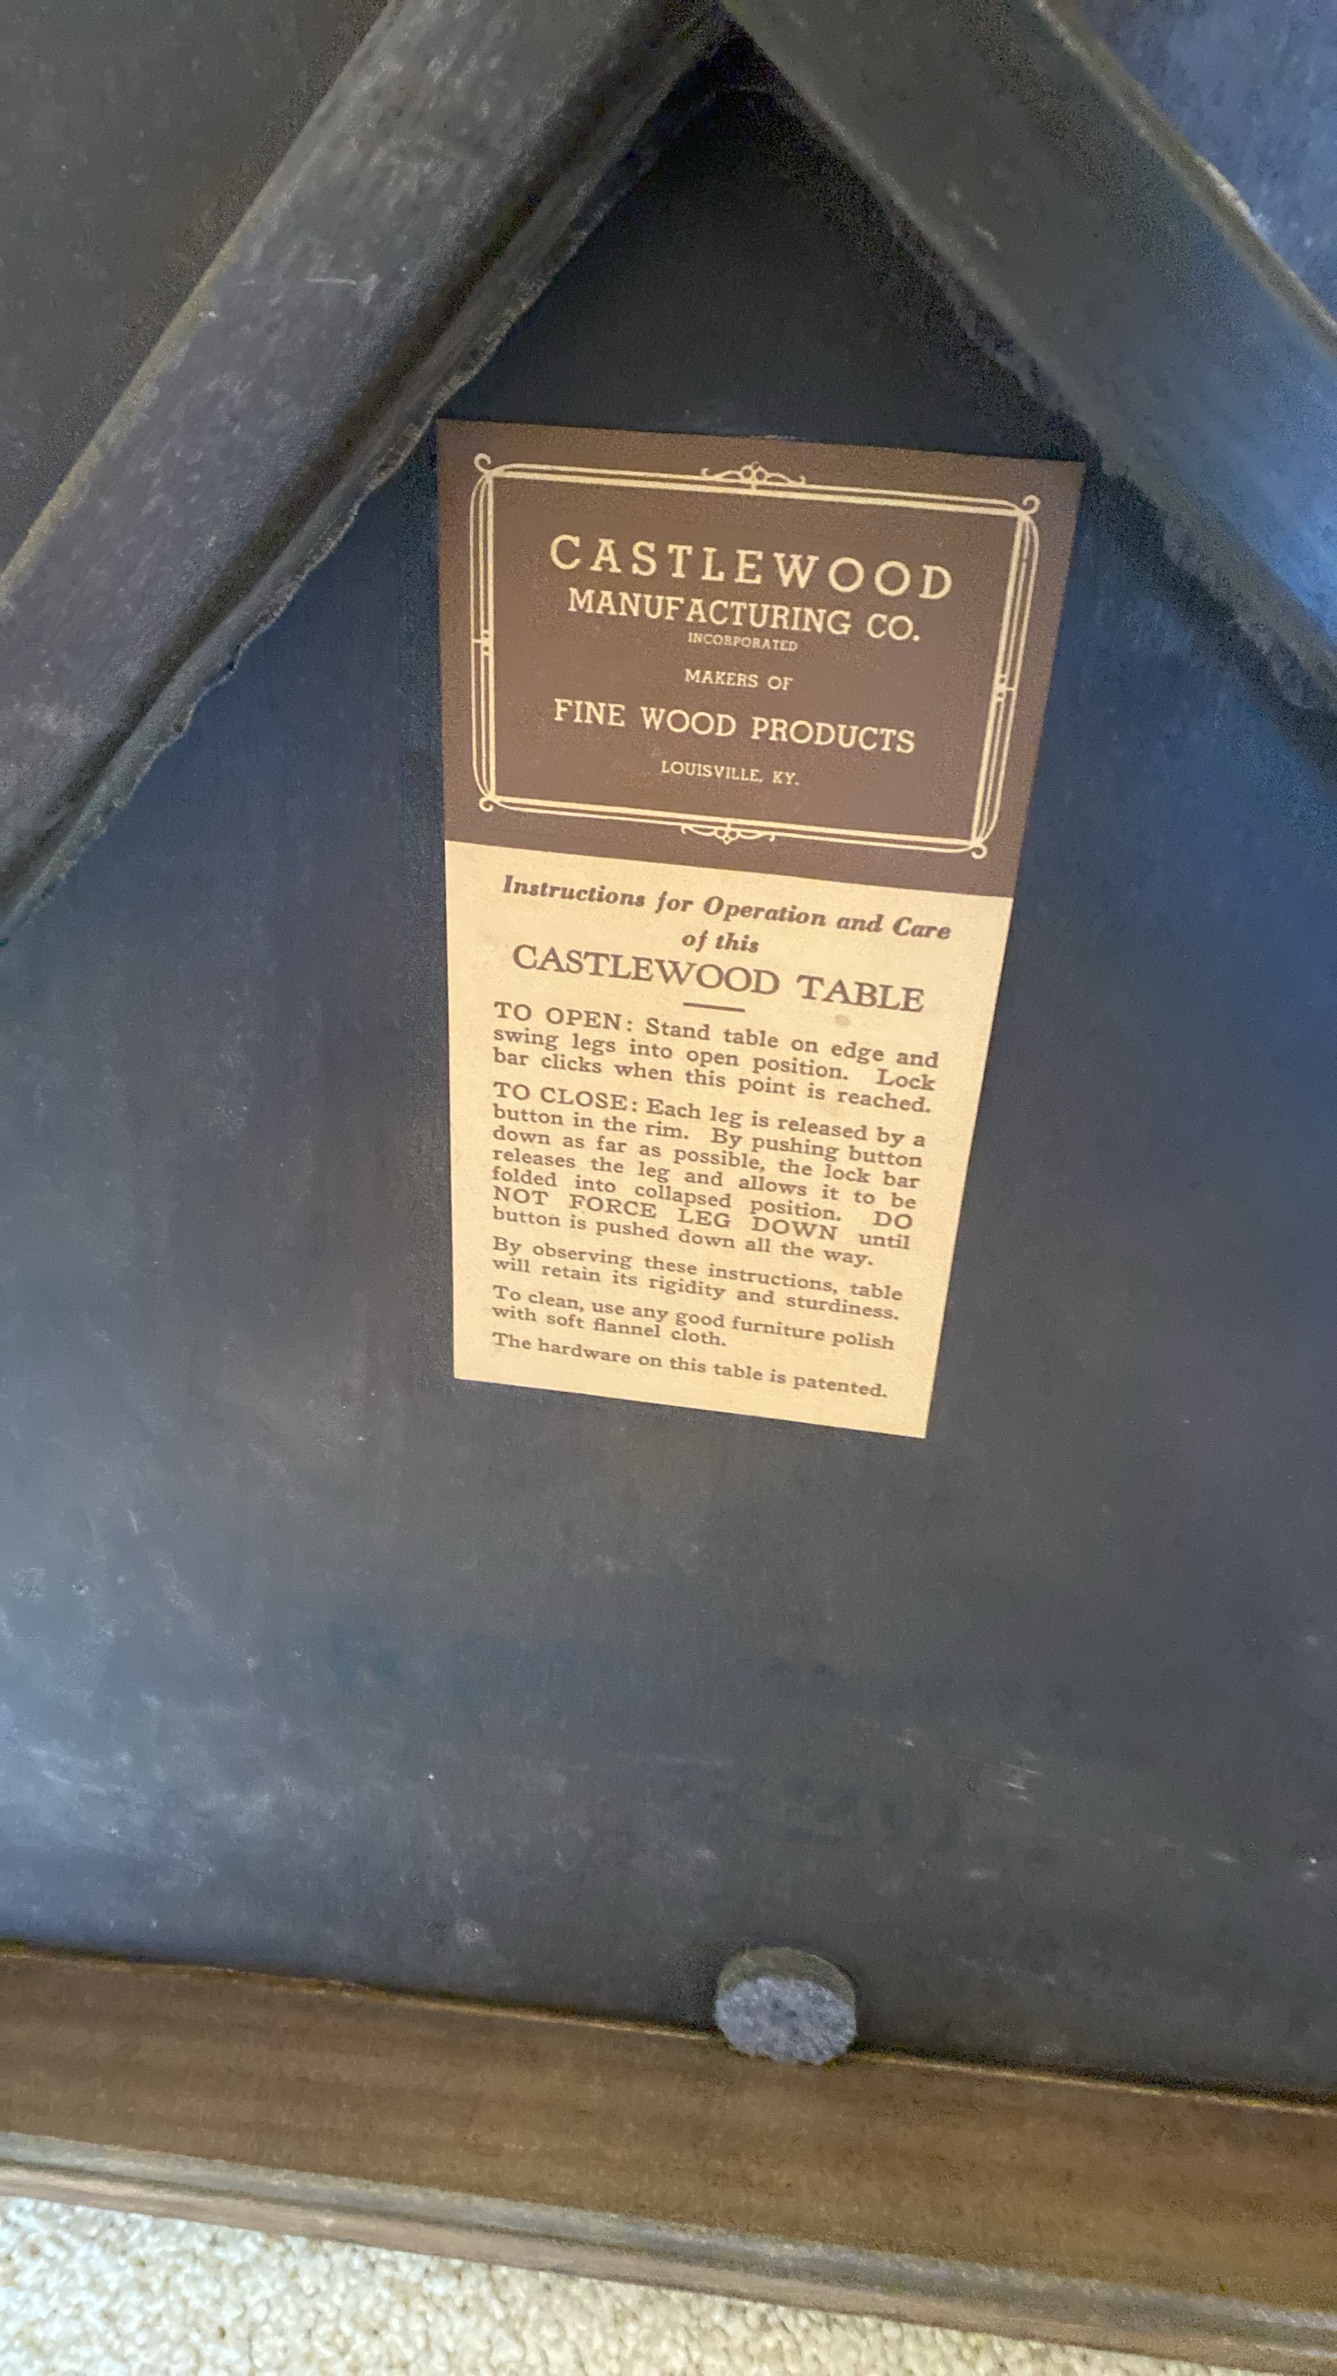 CASTLEWOOD
MANUFACTURING CO.
INCORPORATED
MAKERS OF
FINE WOOD PRODUCTS
LOUISVILLE, KY.
Instructions for Operation and Care
of this
CASTLEWOOD TABLE
TO OPEN: Stand table on edge and
swing legs into open position. Lock
bar clicks when this point is reached.
TO CLOSE: Each leg is released by a
button in the rim. By pushing button
down as far as possible, the lock bar
releases the leg and allows it to be
folded into collapsed position. DO
NOT FORCE LEG DOWN until
button is pushed down all the way.
By observing these instructions, table
will retain its rigidity and sturdiness.
To clean, use any good furniture polish
with soft flannel cloth.
The hardware on this table is patented.